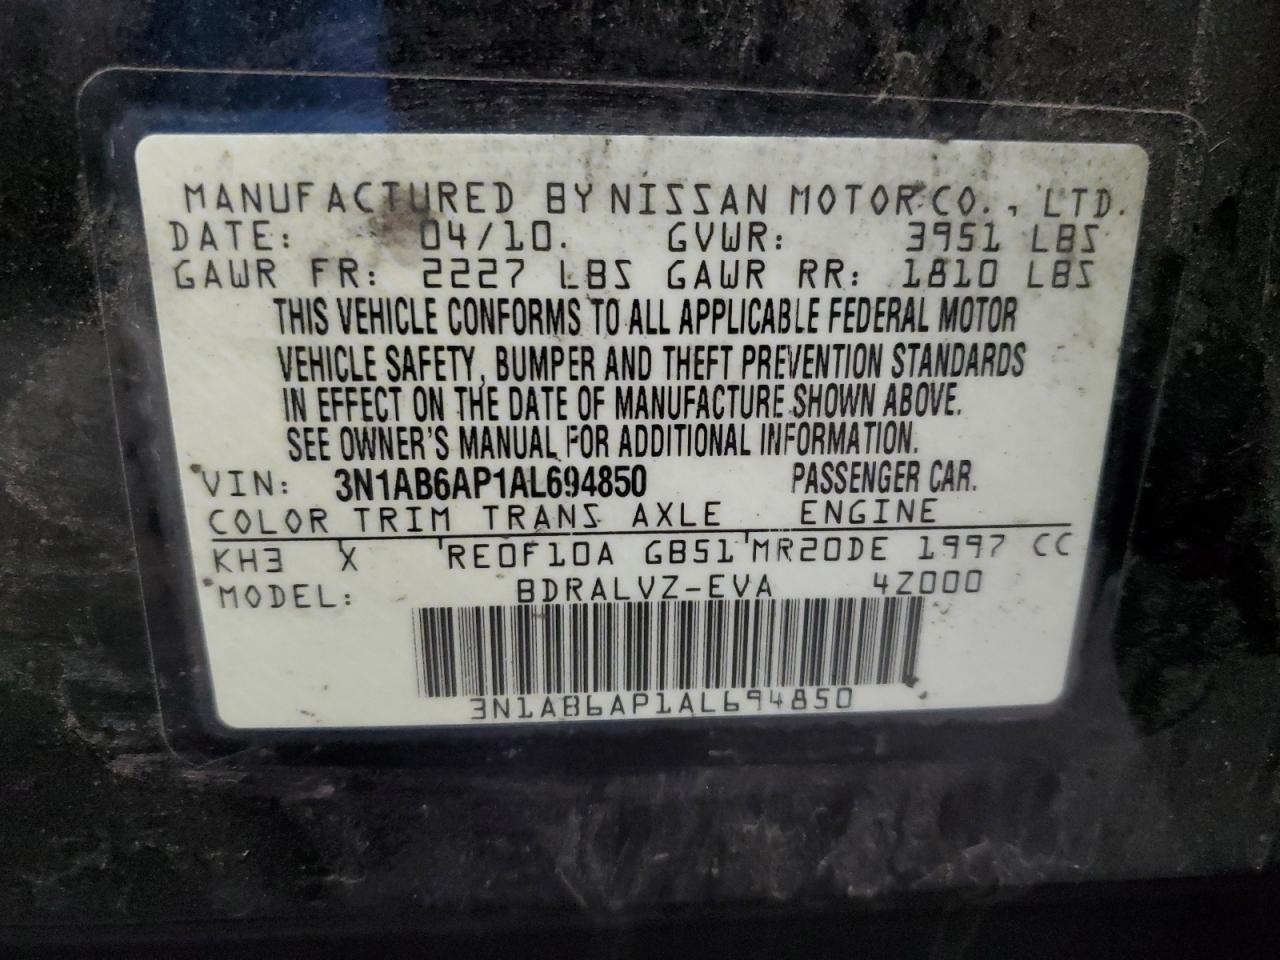 MANUFACTURED BY NISSAN MOTOR CO., LTD.
DATE: 04/10. GVWR: 3951 LBS
GAWR FR: 2227 LBS GAWR RR: 1810 LBS
THIS VEHICLE CONFORMS TO ALL APPLICABLE FEDERAL MOTOR
VEHICLE SAFETY, BUMPER AND THEFT PREVENTION STANDARDS
IN EFFECT ON THE DATE OF MANUFACTURE SHOWN ABOVE.
SEE OWNER'S MANUAL FOR ADDITIONAL INFORMATION.
VIN: 3N1AB6AP1AL694850 PASSENGER CAR.
COLOR TRIM TRANS AXLE ENGINE
KH3 X RE0F10A GB51 MR20DE 1997 CC
MODEL: BDRALVZ-EVA 4Z000
3N1AB6AP1AL694850